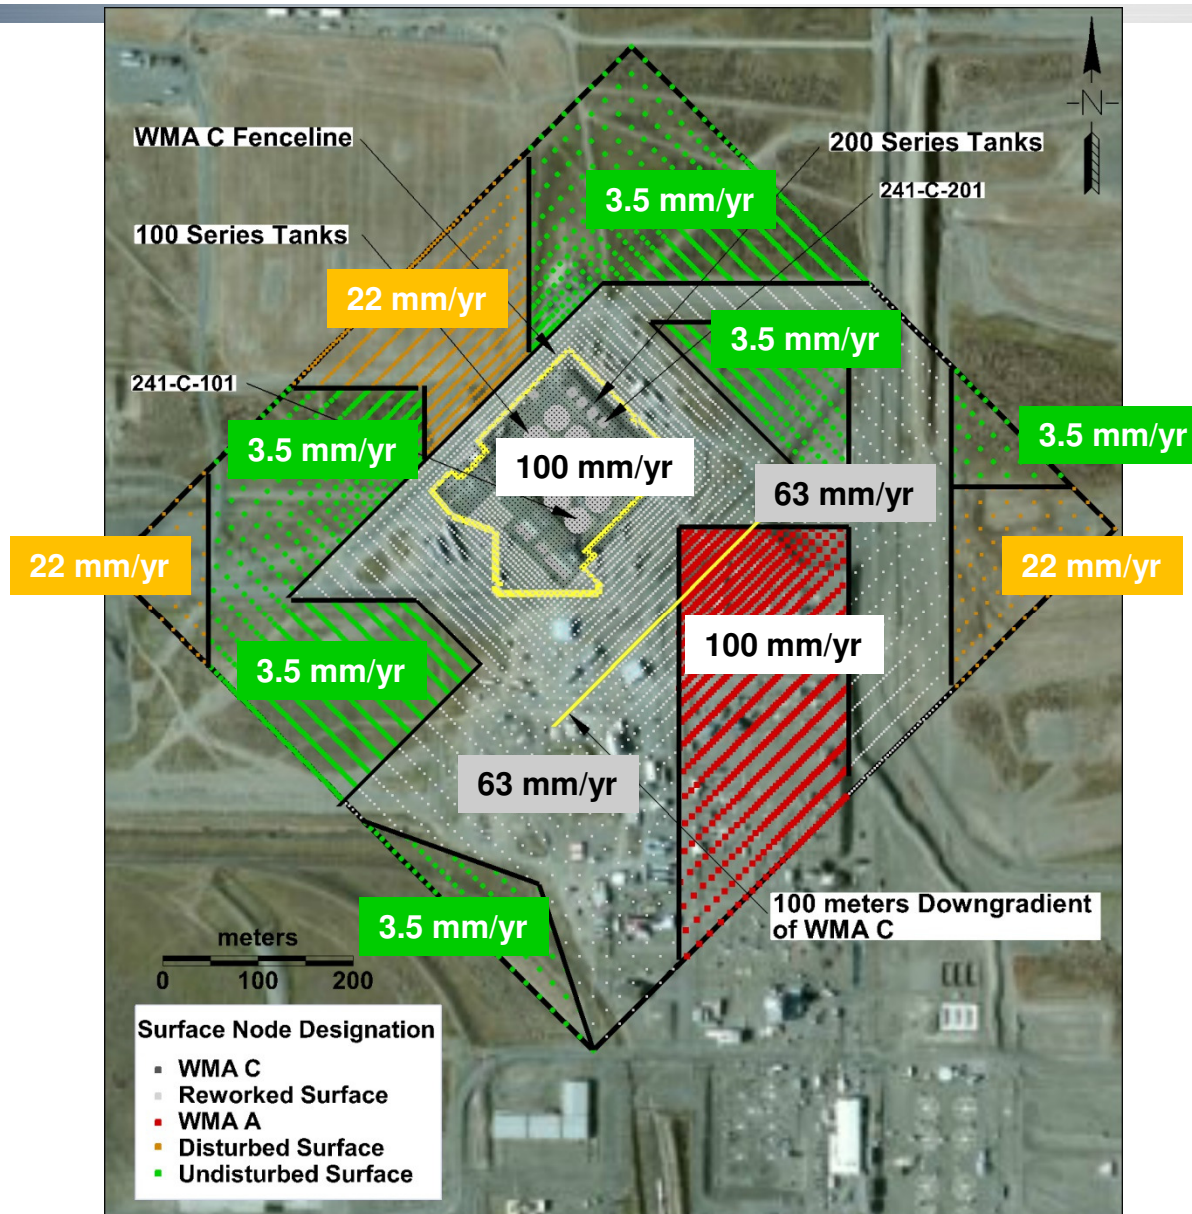 WMA C Fenceline
200 Series Tanks
3.5 mm/yr
241-C-201
100 Series Tanks
22 mm/yr
3.5 mm/yr
241-C-101
3.5 mm/yr
3.5 mm/yr
100 mm/yr
63 mm/yr
22 mm/yr
22 mm/yr
100 mm/yr
3.5 mm/yr
63 mm/yr
100 meters Downgradient
of WMA C
3.5 mm/yr
meters
0 100 200
N
Surface Node Designation
WMA C
Reworked Surface
WMA A
Disturbed Surface
Undisturbed Surface